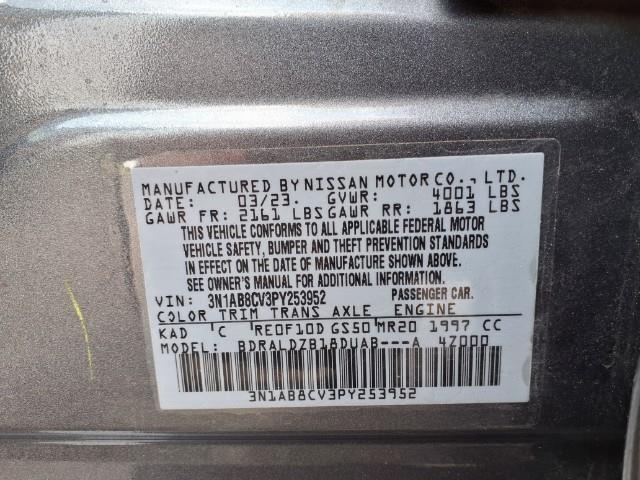 MANUFACTURED BY NISSAN MOTOR CO., LTD.
DATE: 03/23. GVWR: 4001 LBS
GAWR FR: 2161 LBS GAWR RR: 1863 LBS
THIS VEHICLE CONFORMS TO ALL APPLICABLE FEDERAL MOTOR
VEHICLE SAFETY, BUMPER AND THEFT PREVENTION STANDARDS
IN EFFECT ON THE DATE OF MANUFACTURE SHOWN ABOVE.
SEE OWNER'S MANUAL FOR ADDITIONAL INFORMATION.
VIN: 3N1AB8CV3PY253952 PASSENGER CAR.
COLOR TRIM TRANS AXLE ENGINE
KAD C RE0F10D GS50 MR20 1997 CC
MODEL: BDRALDZB18DUAB---A 4Z000
3N1AB8CV3PY253952